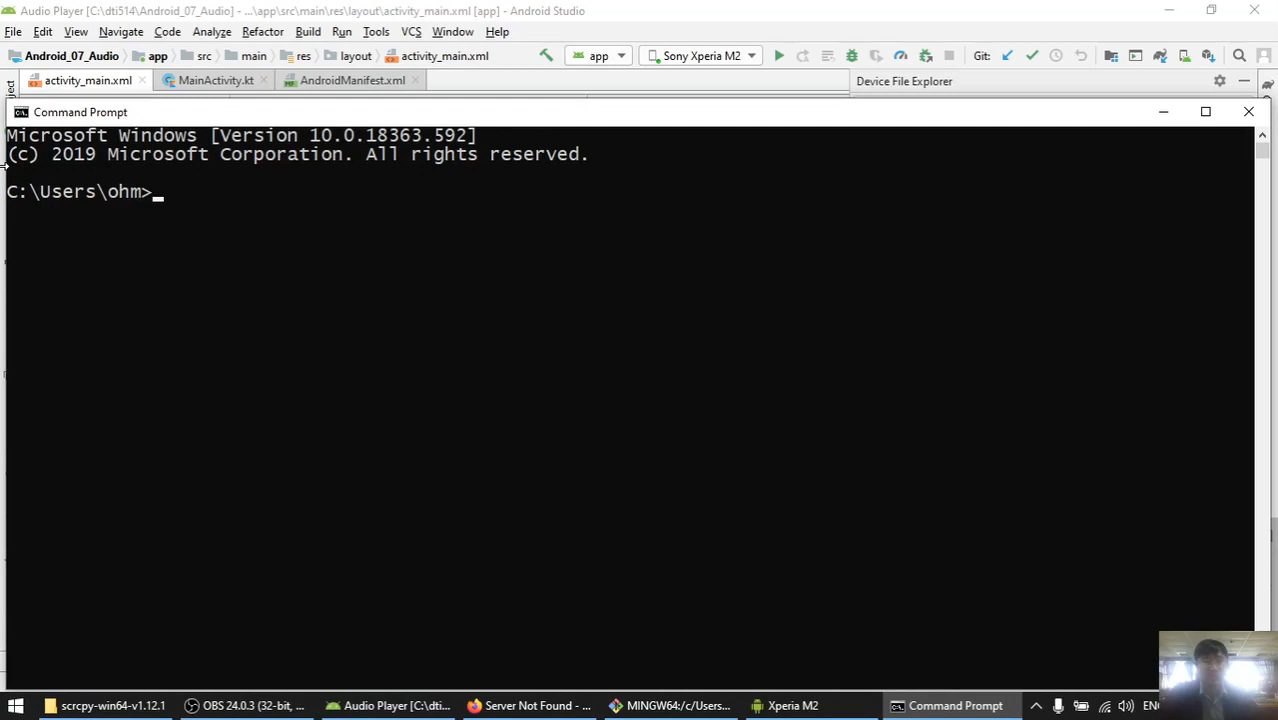 Audio Player [C:\dti514\Android_07_Audio] - ...\app\src\main\res\layout\activity_main.xml [app] - Android Studio
File Edit View Navigate Code Analyze Refactor Build Run Tools VCS Window Help
Android_07_Audio app src main res layout activity_main.xml app Sony Xperia M2 Git:
activity_main.xml MainActivity.kt AndroidManifest.xml Device File Explorer
Command Prompt
Microsoft Windows [Version 10.0.18363.592]
(c) 2019 Microsoft Corporation. All rights reserved.
C:\Users\ohm>
scrcpy-win64-v1.12.1 OBS 24.0.3 (32-bit, ... Audio Player [C:\dti... Server Not Found - ... MINGW64:/c/Users... Xperia M2 Command Prompt